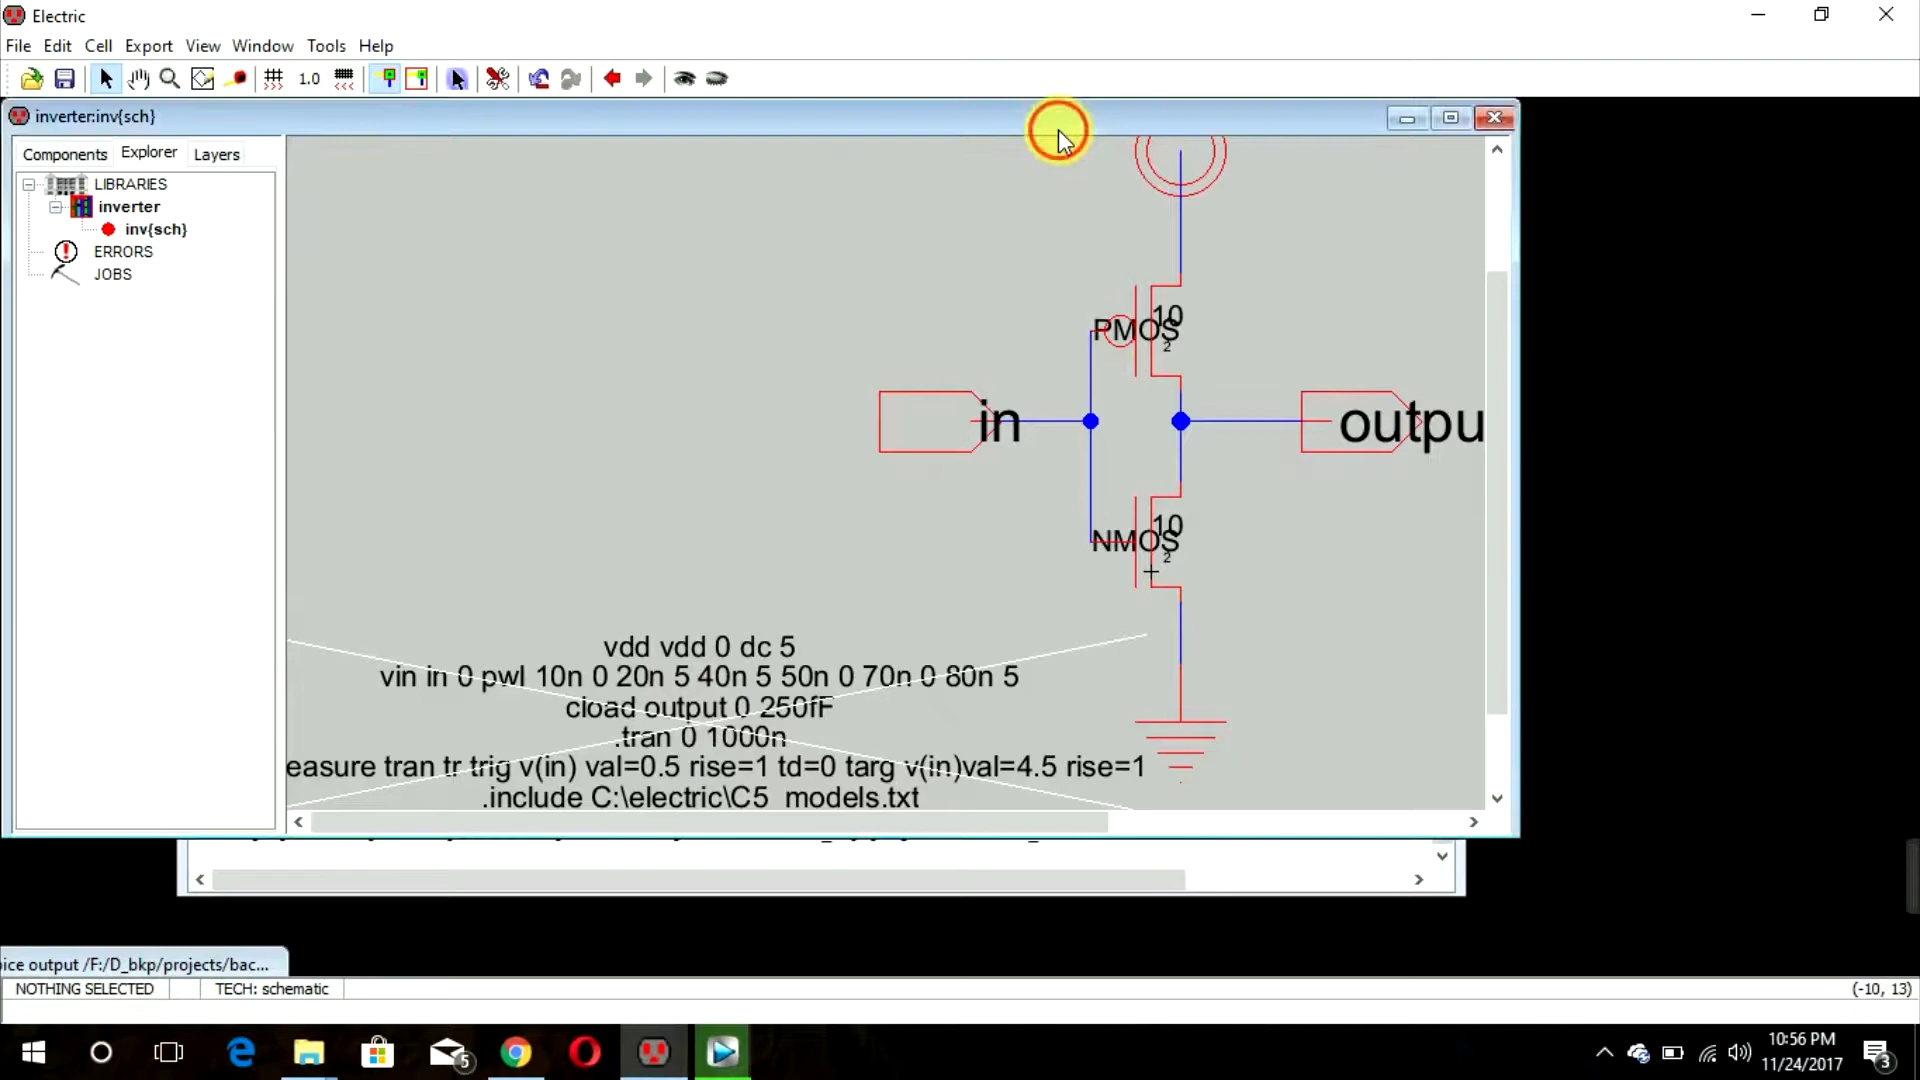 Electric
File Edit Cell Export View Window Tools Help
1.0
inverter:inv{sch}
Components Explorer Layers
LIBRARIES
inverter
inv{sch}
ERRORS
JOBS
10
PMOS
2
in
outpu
10
NMOS
2
vdd vdd 0 dc 5
vin in 0 pwl 10n 0 20n 5 40n 5 50n 0 70n 0 80n 5
cload output 0 250fF
.tran 0 1000n
easure tran tr trig v(in) val=0.5 rise=1 td=0 targ v(in)val=4.5 rise=1
.include C:\electric\C5_models.txt
ice output /F:/D_bkp/projects/bac...
NOTHING SELECTED TECH: schematic (-10, 13)
5
10:56 PM
11/24/2017
3